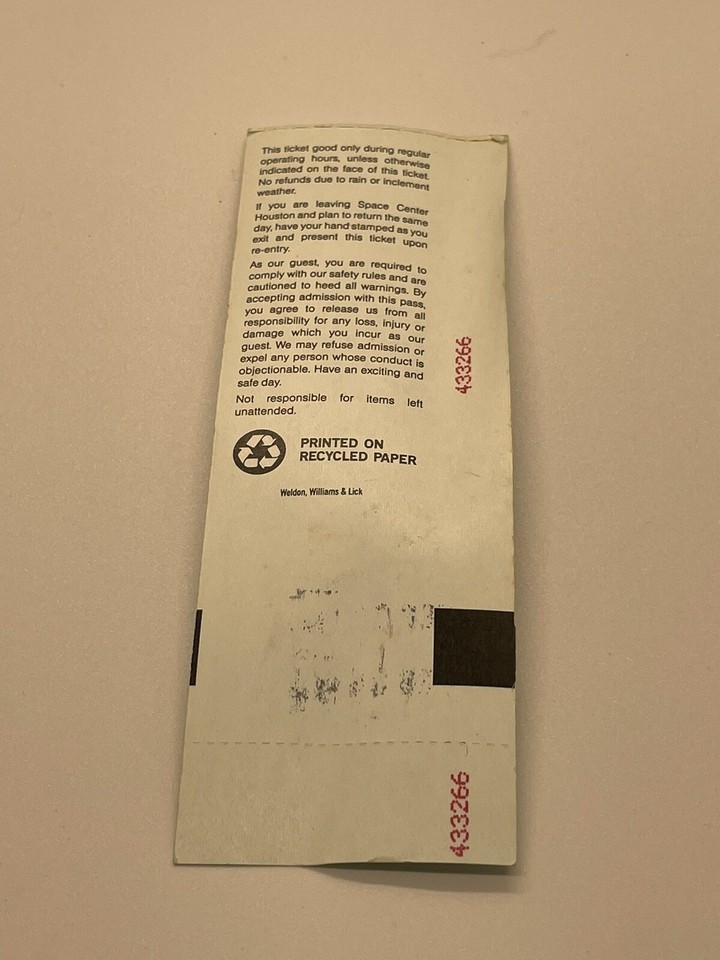 This ticket good only during regular
operating hours, unless otherwise
indicated on the face of this ticket.
No refunds due to rain or inclement
weather.
If you are leaving Space Center
Houston and plan to return the same
day, have your hand stamped as you
exit and present this ticket upon
re-entry.
As our guest, you are required to
comply with our safety rules and are
cautioned to heed all warnings. By
accepting admission with this pass,
you agree to release us from all
responsibility for any loss, injury or
damage which you incur as our
guest. We may refuse admission or
expel any person whose conduct is
objectionable. Have an exciting and
safe day.
Not responsible for items left
unattended.
433266
PRINTED ON
RECYCLED PAPER
Weldon, Williams & Lick
433266